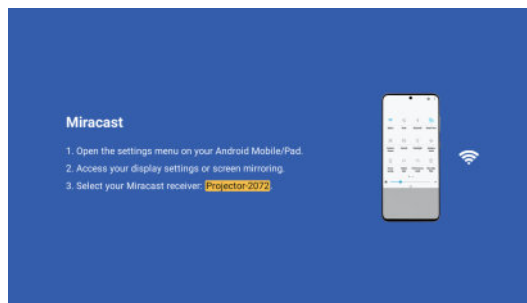 Miracast
1. Open the settings menu on your Android Mobile/Pad.
2. Access your display settings or screen mirroring.
3. Select your Miracast receiver: Projector-2072.